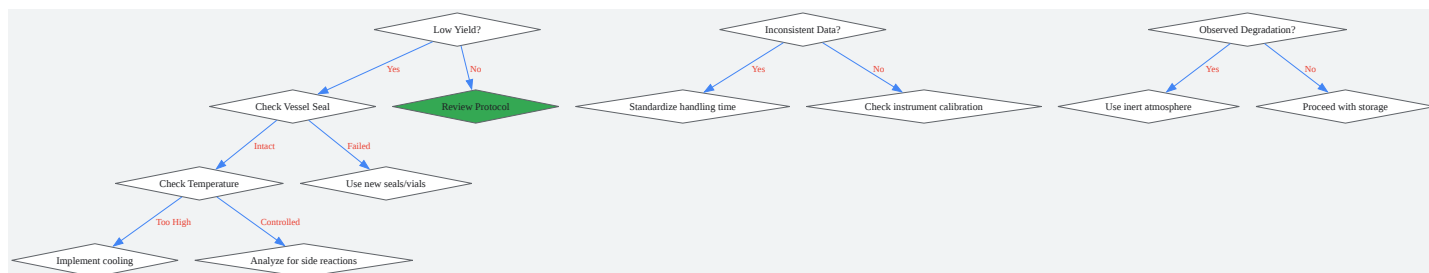 Low Yield?
Inconsistent Data?
Observed Degradation?
Yes
No
Yes
No
Yes
No
Check Vessel Seal
Review Protocol
Standardize handling time
Check instrument calibration
Use inert atmosphere
Proceed with storage
Intact
Failed
Check Temperature
Use new seals/vials
Too High
Controlled
Implement cooling
Analyze for side reactions